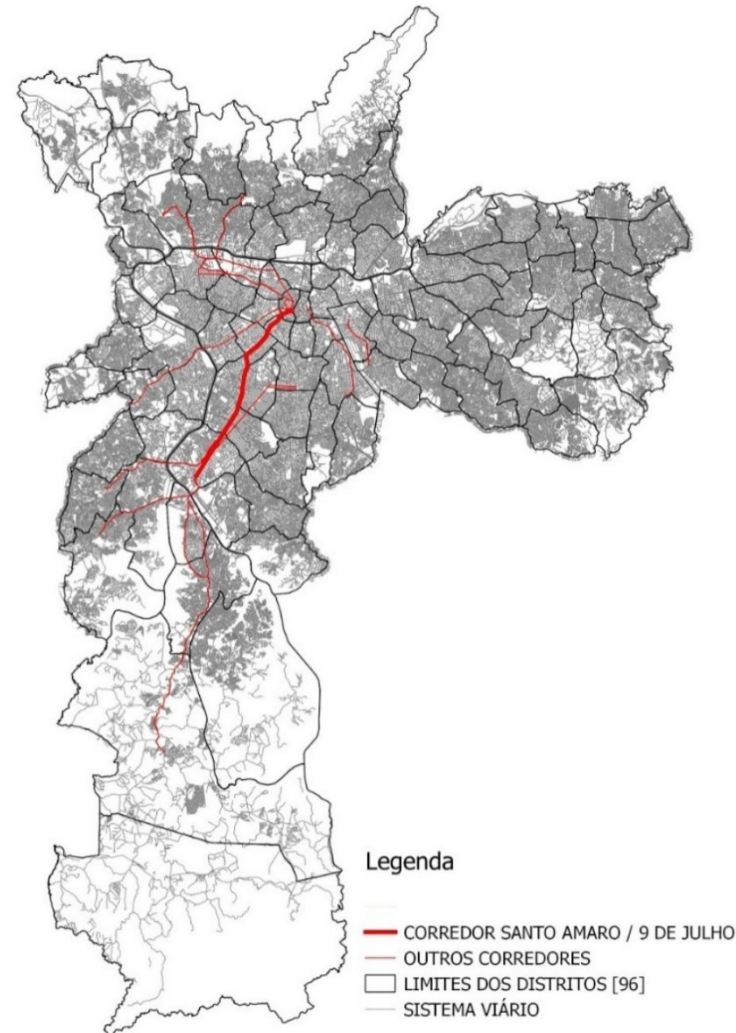 Legenda
CORREDOR SANTO AMARO / 9 DE JULHO
OUTROS CORREDORES
LIMITES DOS DISTRITOS [96]
SISTEMA VIÁRIO